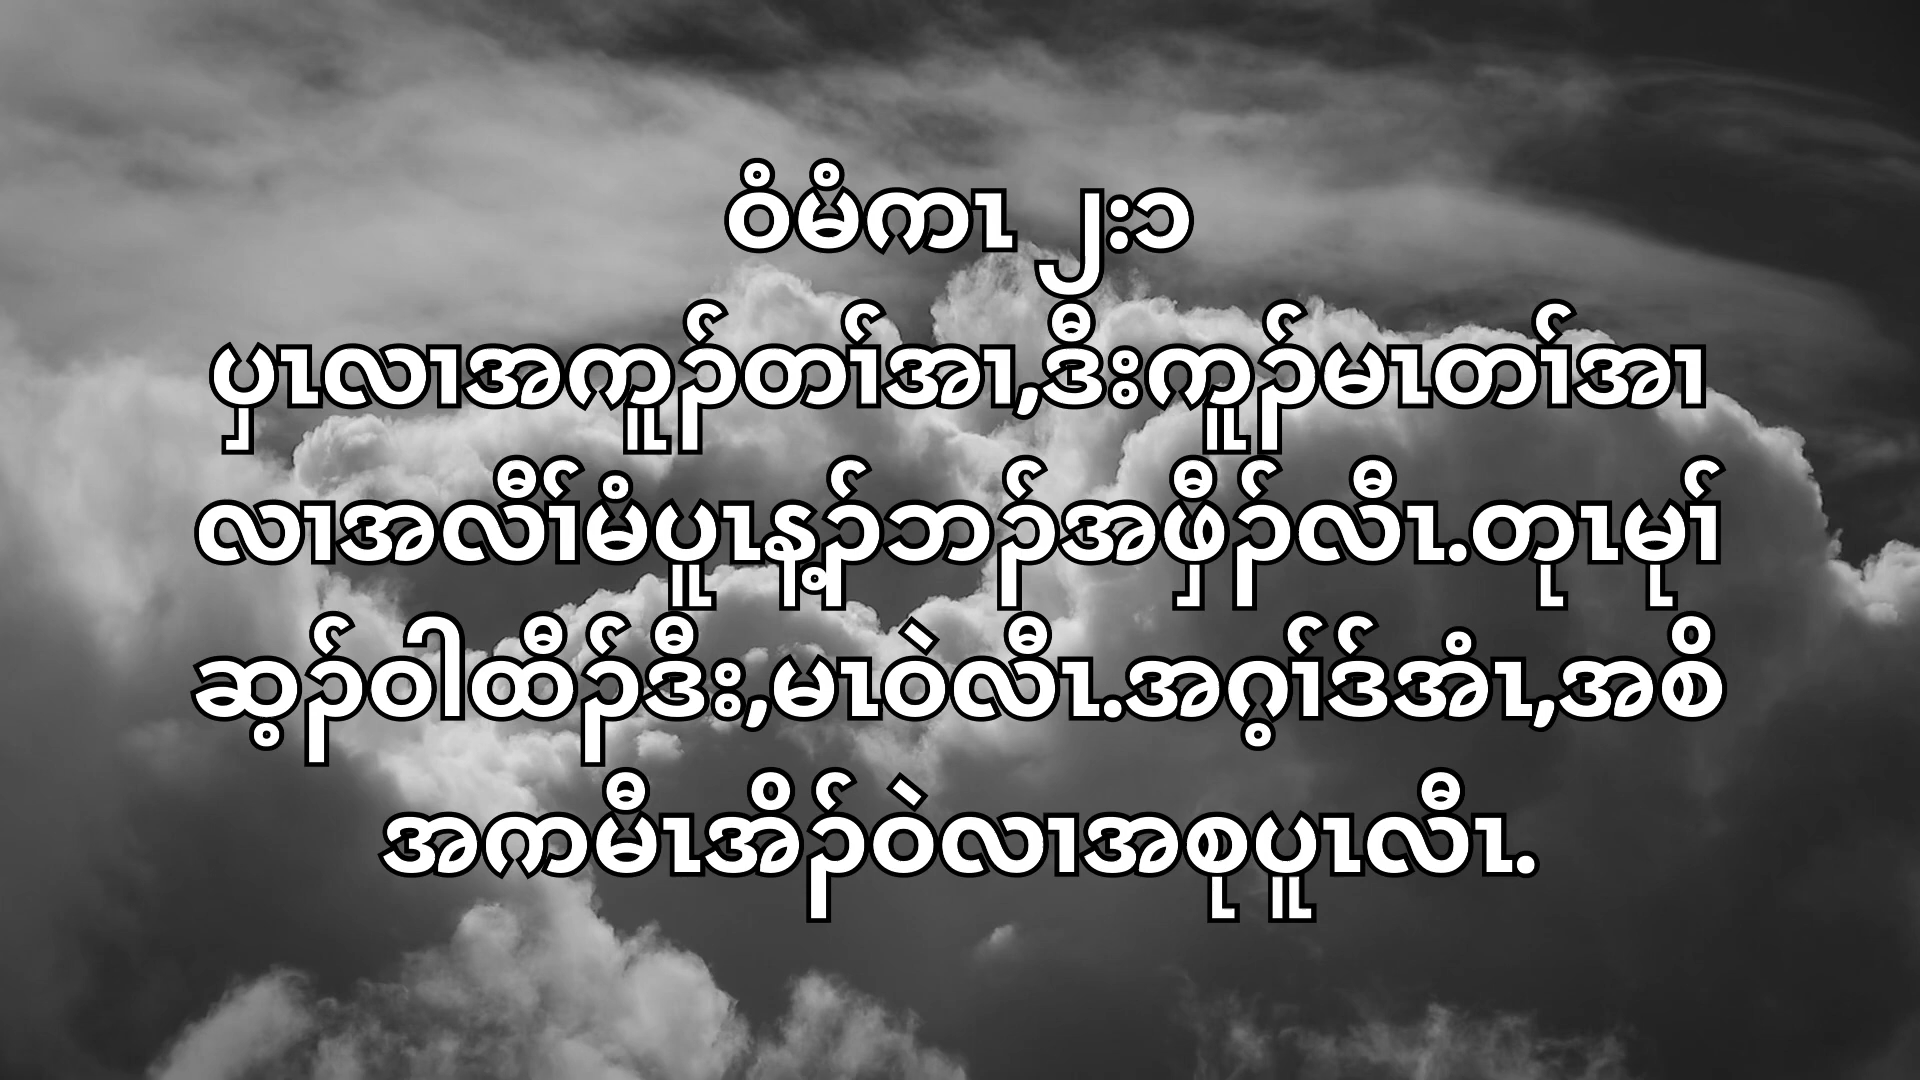 ဝံမံကၤ ၂:၁
ပှၤလၢအကူၣ်တၢ်အၢ,ဒီးကူၣ်မၤတၢ်အၢ
လၢအလီၢ်မံပူၤန့ၣ်ဘၣ်အဖှီၣ်လီၤ.တုၤမုၢ်
ဆ့ၣ်ဝါထီၣ်ဒီး,မၤဝဲလီၤ.အဂ့ၢ်ဒ်အံၤ,အစိ
အကမီၤအိၣ်ဝဲလၢအစုပူၤလီၤ.